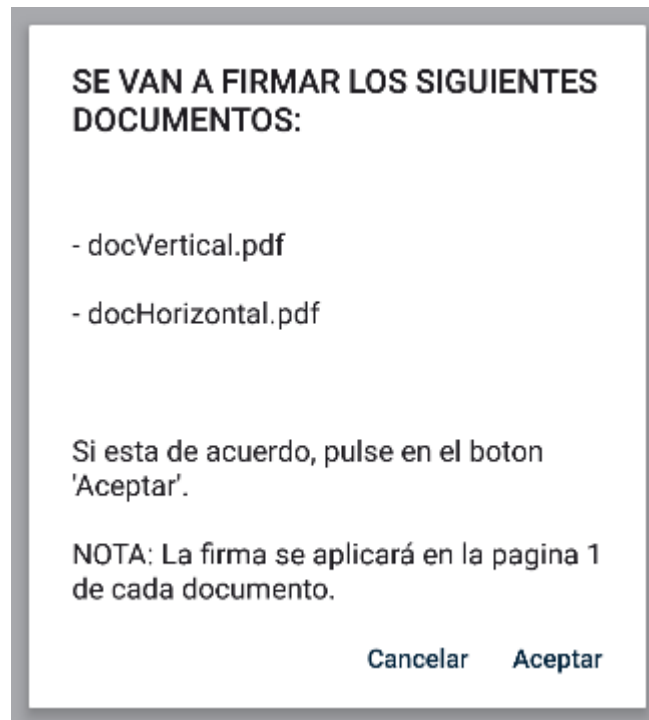 SE VAN A FIRMAR LOS SIGUIENTES
DOCUMENTOS:
- docVertical.pdf
- docHorizontal.pdf
Si esta de acuerdo, pulse en el boton
'Aceptar'.
NOTA: La firma se aplicará en la pagina 1
de cada documento.
Cancelar Aceptar